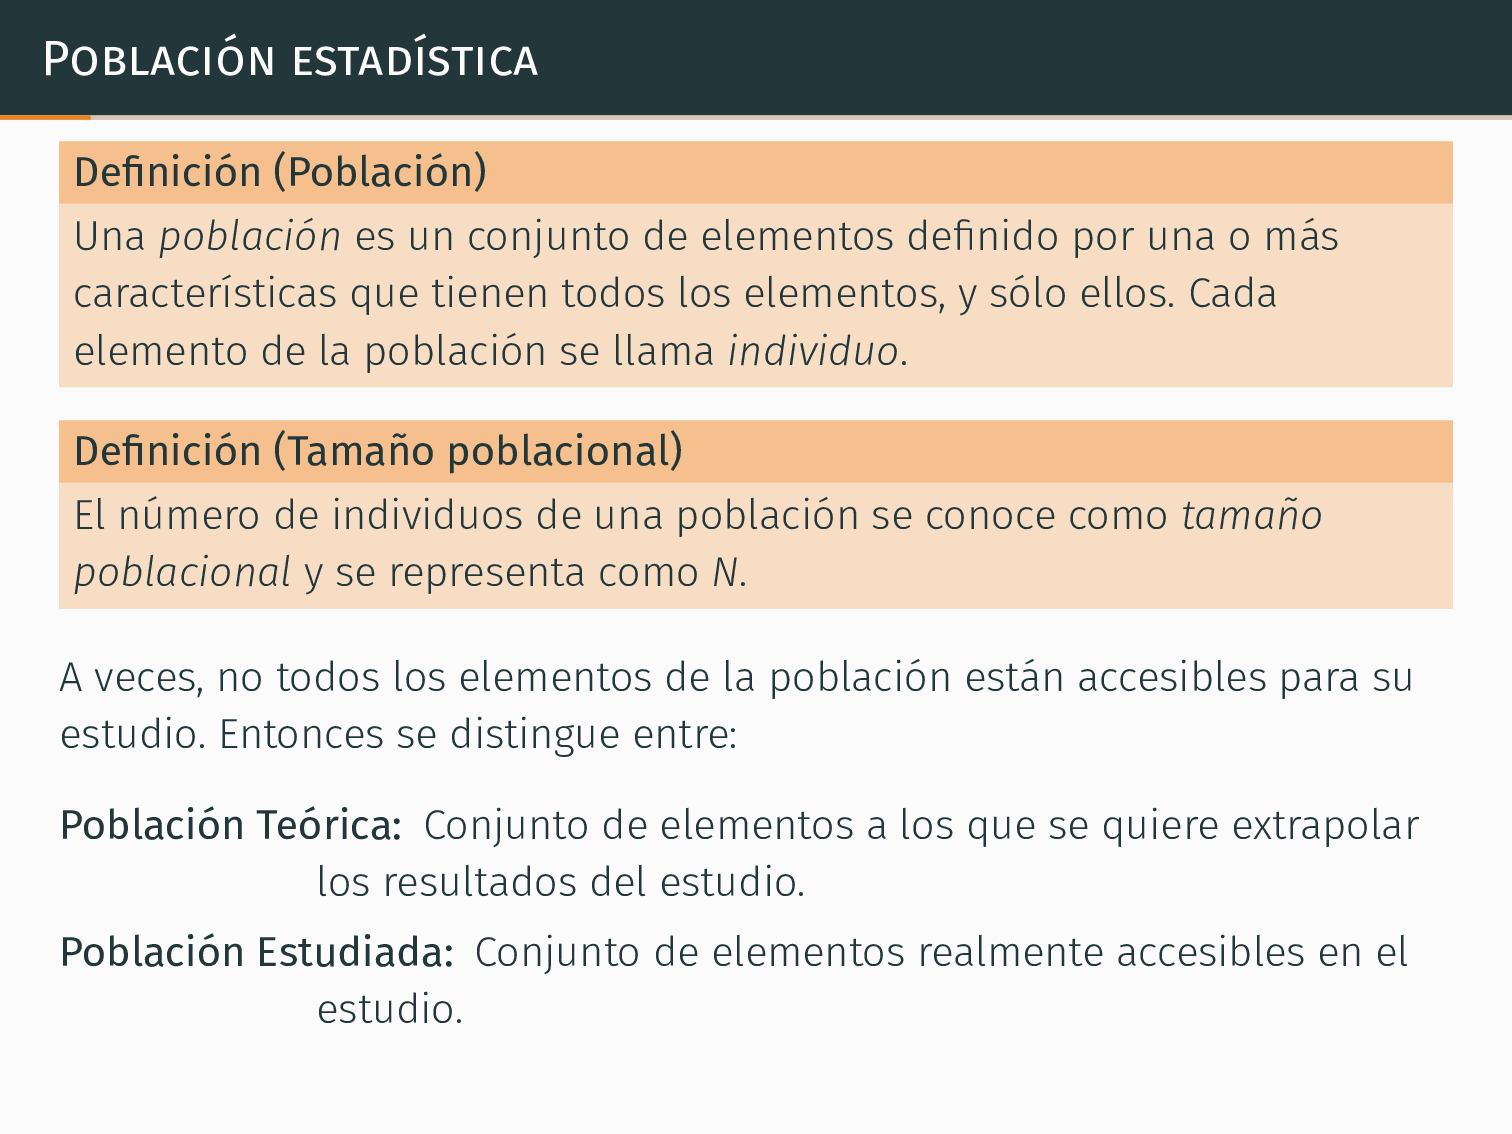 Población estadística
Definición (Población)
Una población es un conjunto de elementos definido por una o más
características que tienen todos los elementos, y sólo ellos. Cada
elemento de la población se llama individuo.
Definición (Tamaño poblacional)
El número de individuos de una población se conoce como tamaño
poblacional y se representa como N.
A veces, no todos los elementos de la población están accesibles para su
estudio. Entonces se distingue entre:
Población Teórica: Conjunto de elementos a los que se quiere extrapolar
los resultados del estudio.
Población Estudiada: Conjunto de elementos realmente accesibles en el
estudio.